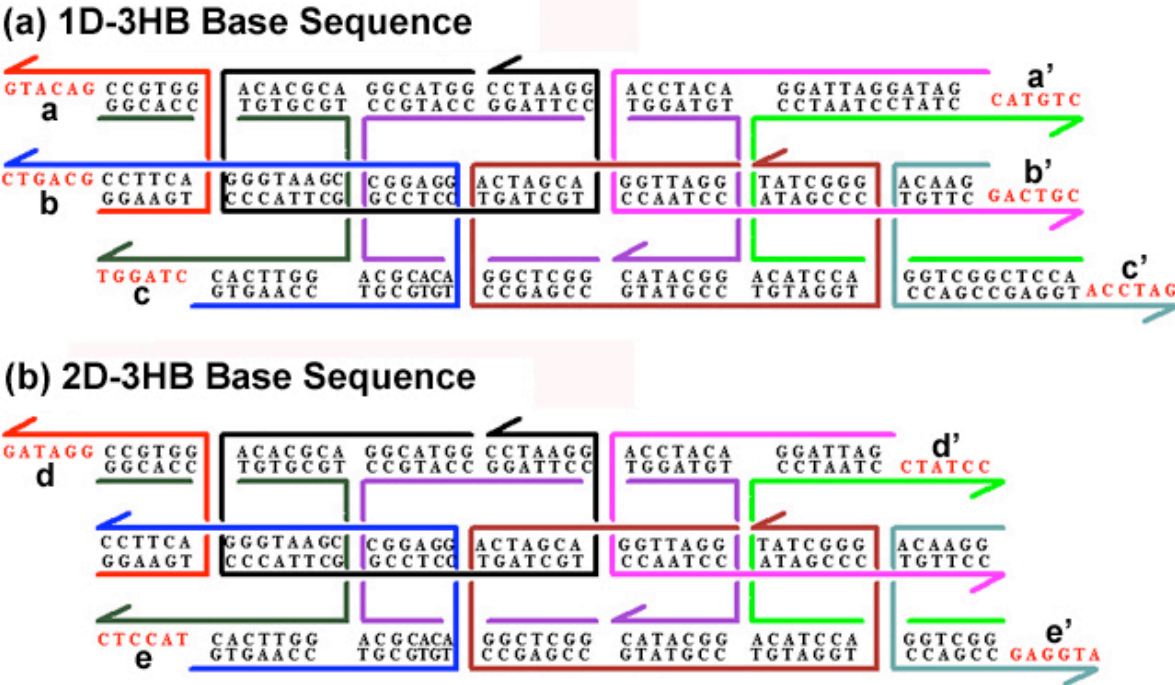 (a) 1D-3HB Base Sequence
GTACAG CCGTGG ACACGCA GGCATGG CCTAAGG ACCTACA GGATTAGGATAG a’
a GGCACC TGTGCGT CCGTACC GGATTCC TGGATGT CCTAATCCTATC CATGTC
b’
CTGACG CCTTCA GGGTAAGC CGGAGG ACTAGCA GGTTAGG TATCGGG ACAAG
b GGAAGT CCCATTCG GCCTCC TGATCGT CCAATCC ATAGCCC TGTTC GACTGC
TGGATC CACTTGG ACGCACA GGCTCGG CATACGG ACATCCA GGTCGGCTCCA c’
c GTGAACC TGCGTGT CCGAGCC GTATGCC TGTAGGT CCAGCCGAGGT ACCTAG
(b) 2D-3HB Base Sequence
GATAGG CCGTGG ACACGCA GGCATGG CCTAAGG ACCTACA GGATTAG d’
d GGCACC TGTGCGT CCGTACC GGATTCC TGGATGT CCTAATC CTATCC
CCTTCA GGGTAAGC CGGAGG ACTAGCA GGTTAGG TATCGGG ACAAGG
GGAAGT CCCATTCG GCCTCC TGATCGT CCAATCC ATAGCCC TGTTCC
CTCCAT CACTTGG ACGCACA GGCTCGG CATACGG ACATCCA GGTCGG e’
e GTGAACC TGCGTGT CCGAGCC GTATGCC TGTAGGT CCAGCC GAGGTA